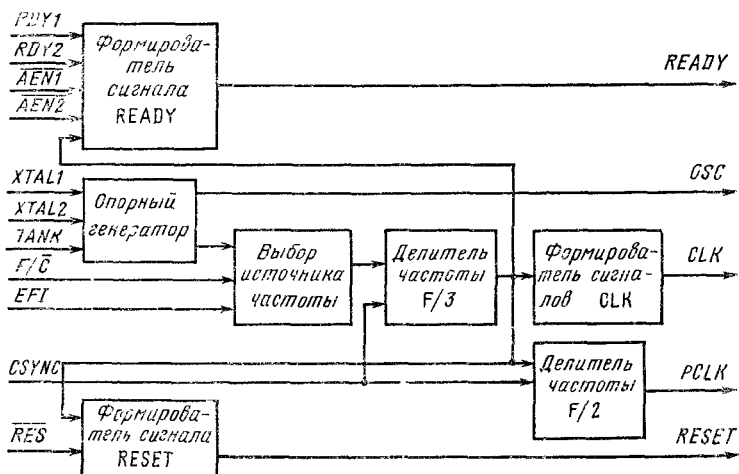 RDY1
RDY2
AEN1
AEN2
Формирова-
тель
сигнала
READY
READY
XTAL1
XTAL2
TANK
F/C
EFI
Опорный
генератор
OSC
Выбор
источника
частоты
Делитель
частоты
F/3
Формирова-
тель сигна-
лов CLK
CLK
CSYNC
Делитель
частоты
F/2
PCLK
RES
Формирова-
тель сигнала
RESET
RESET